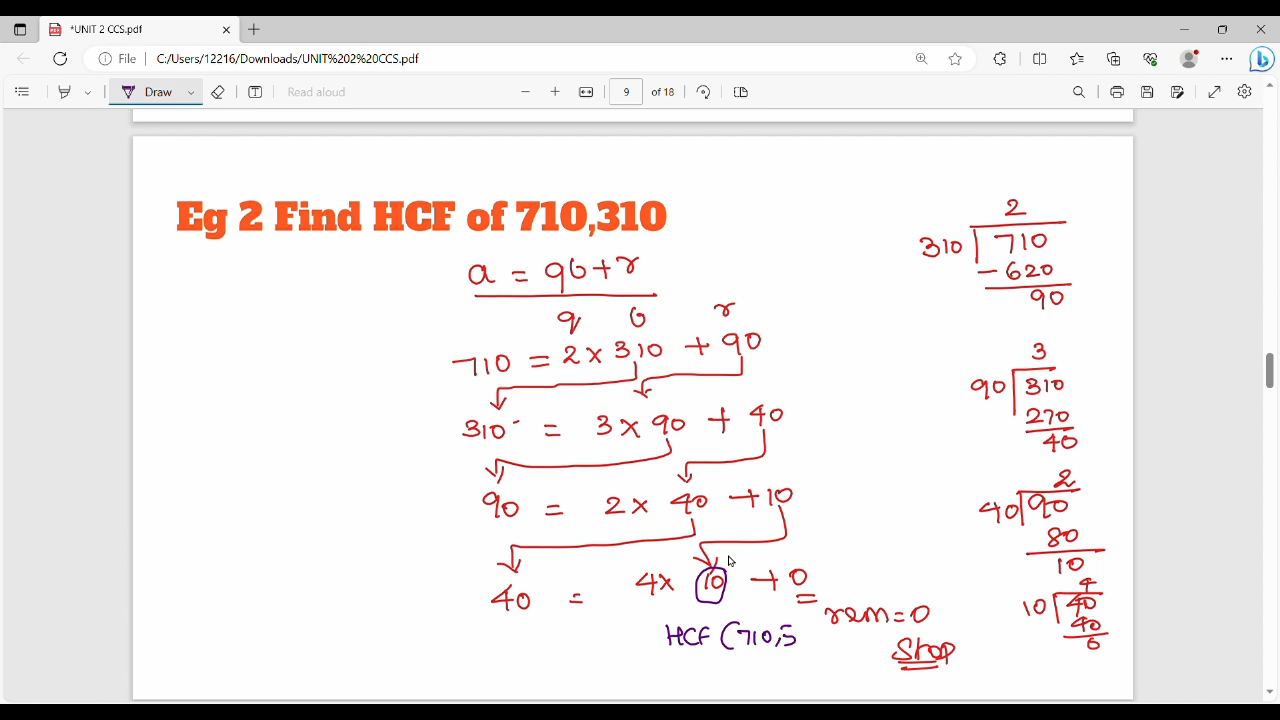 *UNIT 2 CCS.pdf
File C:/Users/12216/Downloads/UNIT%202%20CCS.pdf
Draw Read aloud 9 of 18
Eg 2 Find HCF of 710,310
a = qb+r
q b r
710 = 2 x 310 + 90
310 = 3 x 90 + 40
90 = 2 x 40 + 10
40 = 4x 10 + 0
rem = 0
Stop
HCF (710,5
2
310 710
- 620
90
3
90 310
270
40
2
40 90
80
10
4
10 40
40
0